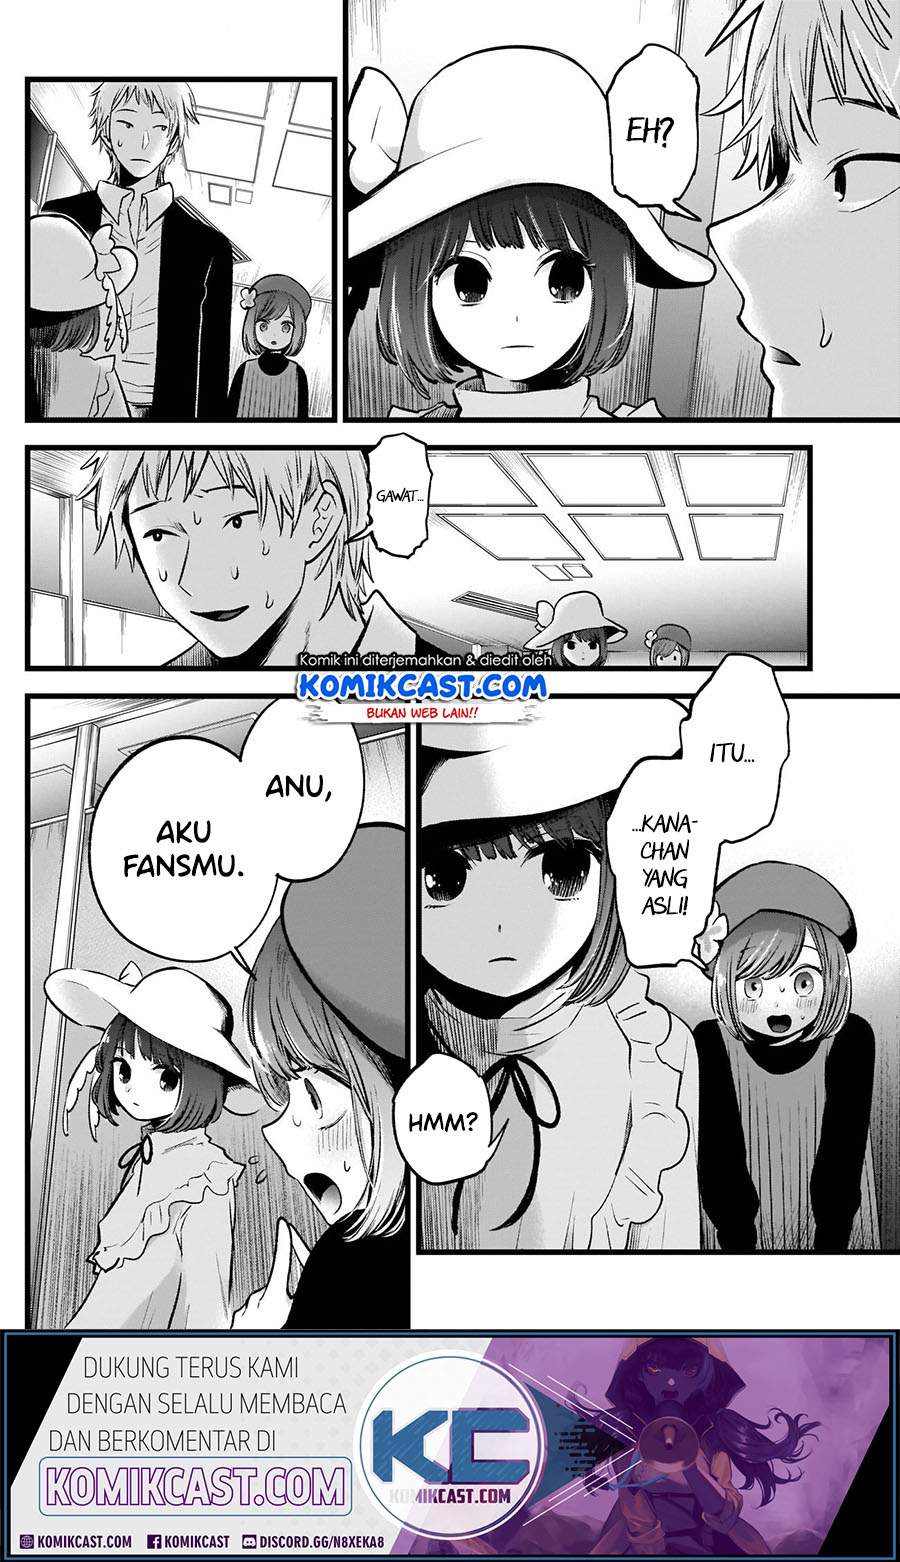 EH?
GAWAT...
Komik ini diterjemahkan & diedit oleh
KOMIKCAST.COM
BUKAN WEB LAIN!!
ITU...
...KANA-
CHAN
YANG
ASLI!
HMM?
ANU,
AKU
FANSMU.
DUKUNG TERUS KAMI
DENGAN SELALU MEMBACA
DAN BERKOMENTAR DI
KOMIKCAST.COM
KOMIKCAST.COM
KOMIKCAST
DISCORD.GG/N8XEKA8
KC
KOMIKCAST.COM